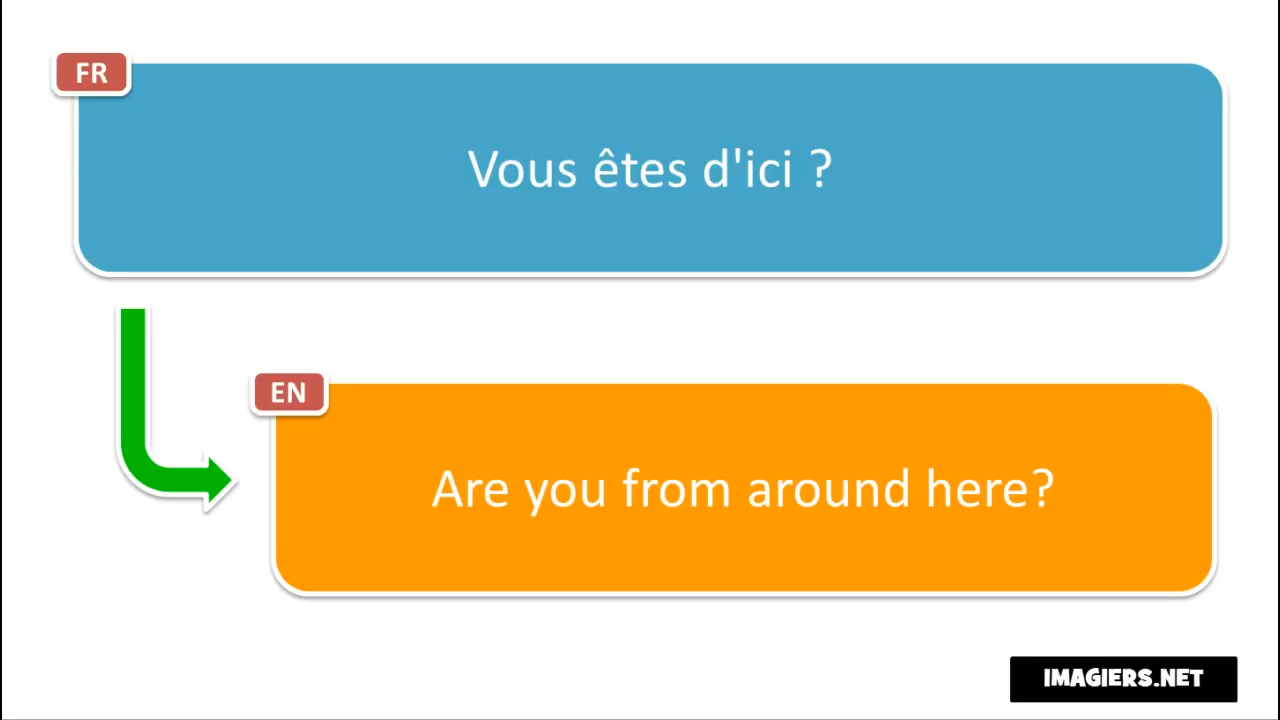 FR
Vous êtes d'ici ?
EN
Are you from around here?
IMAGIERS.NET